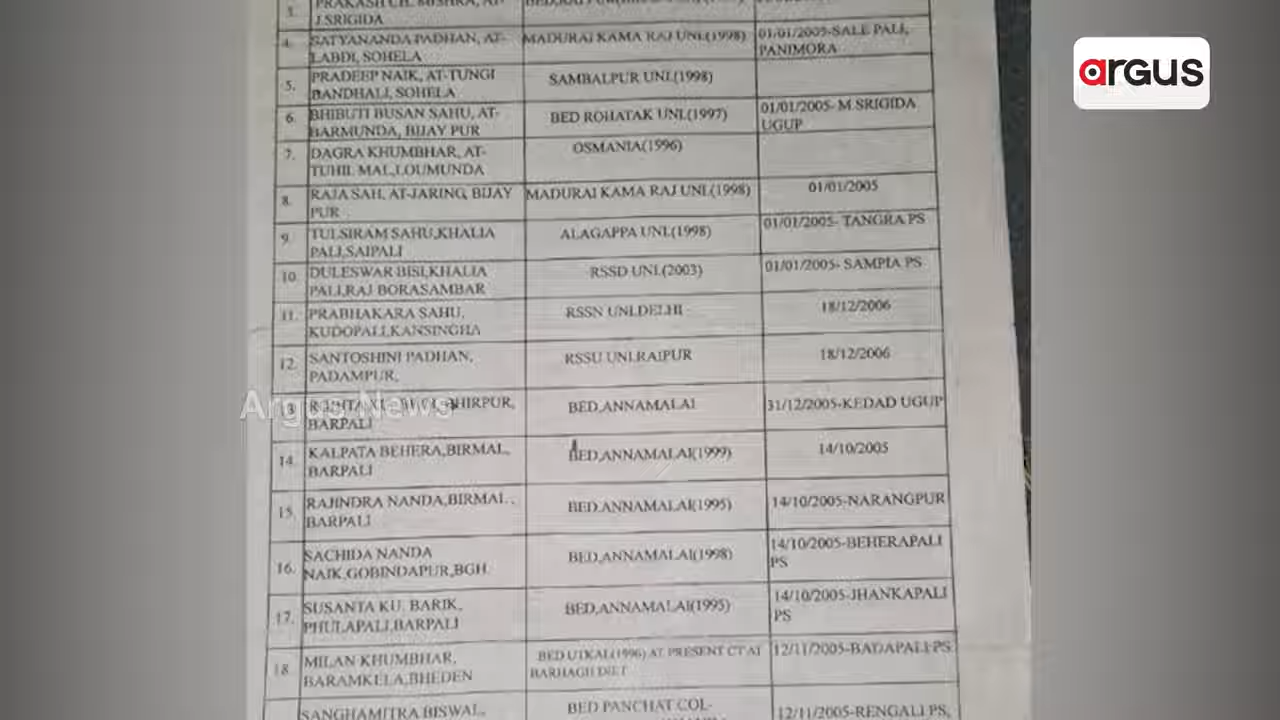 argus
3.
PRAKASH CH. MISHRA, AT-
J.SRIGIDA
4.
SATYANANDA PADHAN, AT-
LABDI, SOHELA
MADURAI KAMA RAJ UNI.(1998)
01/01/2005-SALE PALI,
PANIMORA
5.
PRADEEP NAIK, AT-TUNGI
BANDHALI, SOHELA
SAMBALPUR UNI.(1998)
6.
BHIBUTI BUSAN SAHU, AT-
BARMUNDA, BIJAY PUR
BED ROHATAK UNI.(1997)
01/01/2005- M.SRIGIDA
UGUP
7.
DAGRA KHUMBHAR, AT-
TUHIL MAL,LOUMUNDA
OSMANIA(1996)
8.
RAJA SAH, AT-JARING, BIJAY
PUR
MADURAI KAMA RAJ UNI.(1998)
01/01/2005
9.
TULSIRAM SAHU,KHALIA
PALI,SAIPALI
ALAGAPPA UNI.(1998)
01/01/2005- TANGRA PS
10.
DULESWAR BISI,KHALIA
PALI,RAJ BORASAMBAR
RSSD UNI.(2003)
01/01/2005- SAMPIA PS
11.
PRABHAKARA SAHU,
KUDOPALI,KANSINGHA
RSSN UNI.DELHI
18/12/2006
12.
SANTOSHINI PADHAN,
PADAMPUR,
RSSU UNI.RAIPUR
18/12/2006
Argus News
BARPALI
BED,ANNAMALAI
31/12/2005-KEDAD UGUP
14.
KALPATA BEHERA,BIRMAL,
BARPALI
BED,ANNAMALAI(1999)
14/10/2005
15.
RAJINDRA NANDA,BIRMAL,
BARPALI
BED,ANNAMALAI(1995)
14/10/2005-NARANGPUR
16.
SACHIDA NANDA
NAIK,GOBINDAPUR,BGH
BED,ANNAMALAI(1998)
14/10/2005-BEHERAPALI
PS
17.
SUSANTA KU. BARIK,
PHULAPALI,BARPALI
BED,ANNAMALAI(1995)
14/10/2005-JHANKAPALI
PS
18.
MILAN KHUMBHAR,
BARAMKELA,BHEDEN
BED UTKAL(1996) AT PRESENT CT AT
BARHAGH DIET
12/11/2005-BADAPALI PS
SANGHAMITRA BISWAL,
BED PANCHAT COL-
12/11/2005-RENGALI PS,